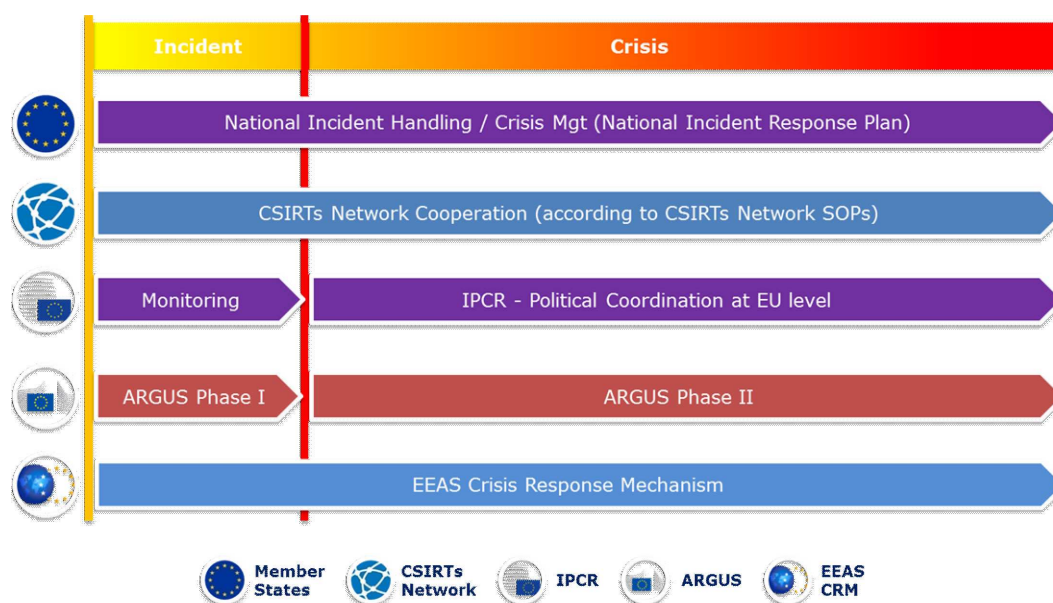 Incident
Crisis
National Incident Handling / Crisis Mgt (National Incident Response Plan)
CSIRTs Network Cooperation (according to CSIRTs Network SOPs)
Monitoring
IPCR - Political Coordination at EU level
ARGUS Phase I
ARGUS Phase II
EEAS Crisis Response Mechanism
Member
States
CSIRTs
Network
IPCR
ARGUS
EEAS
CRM